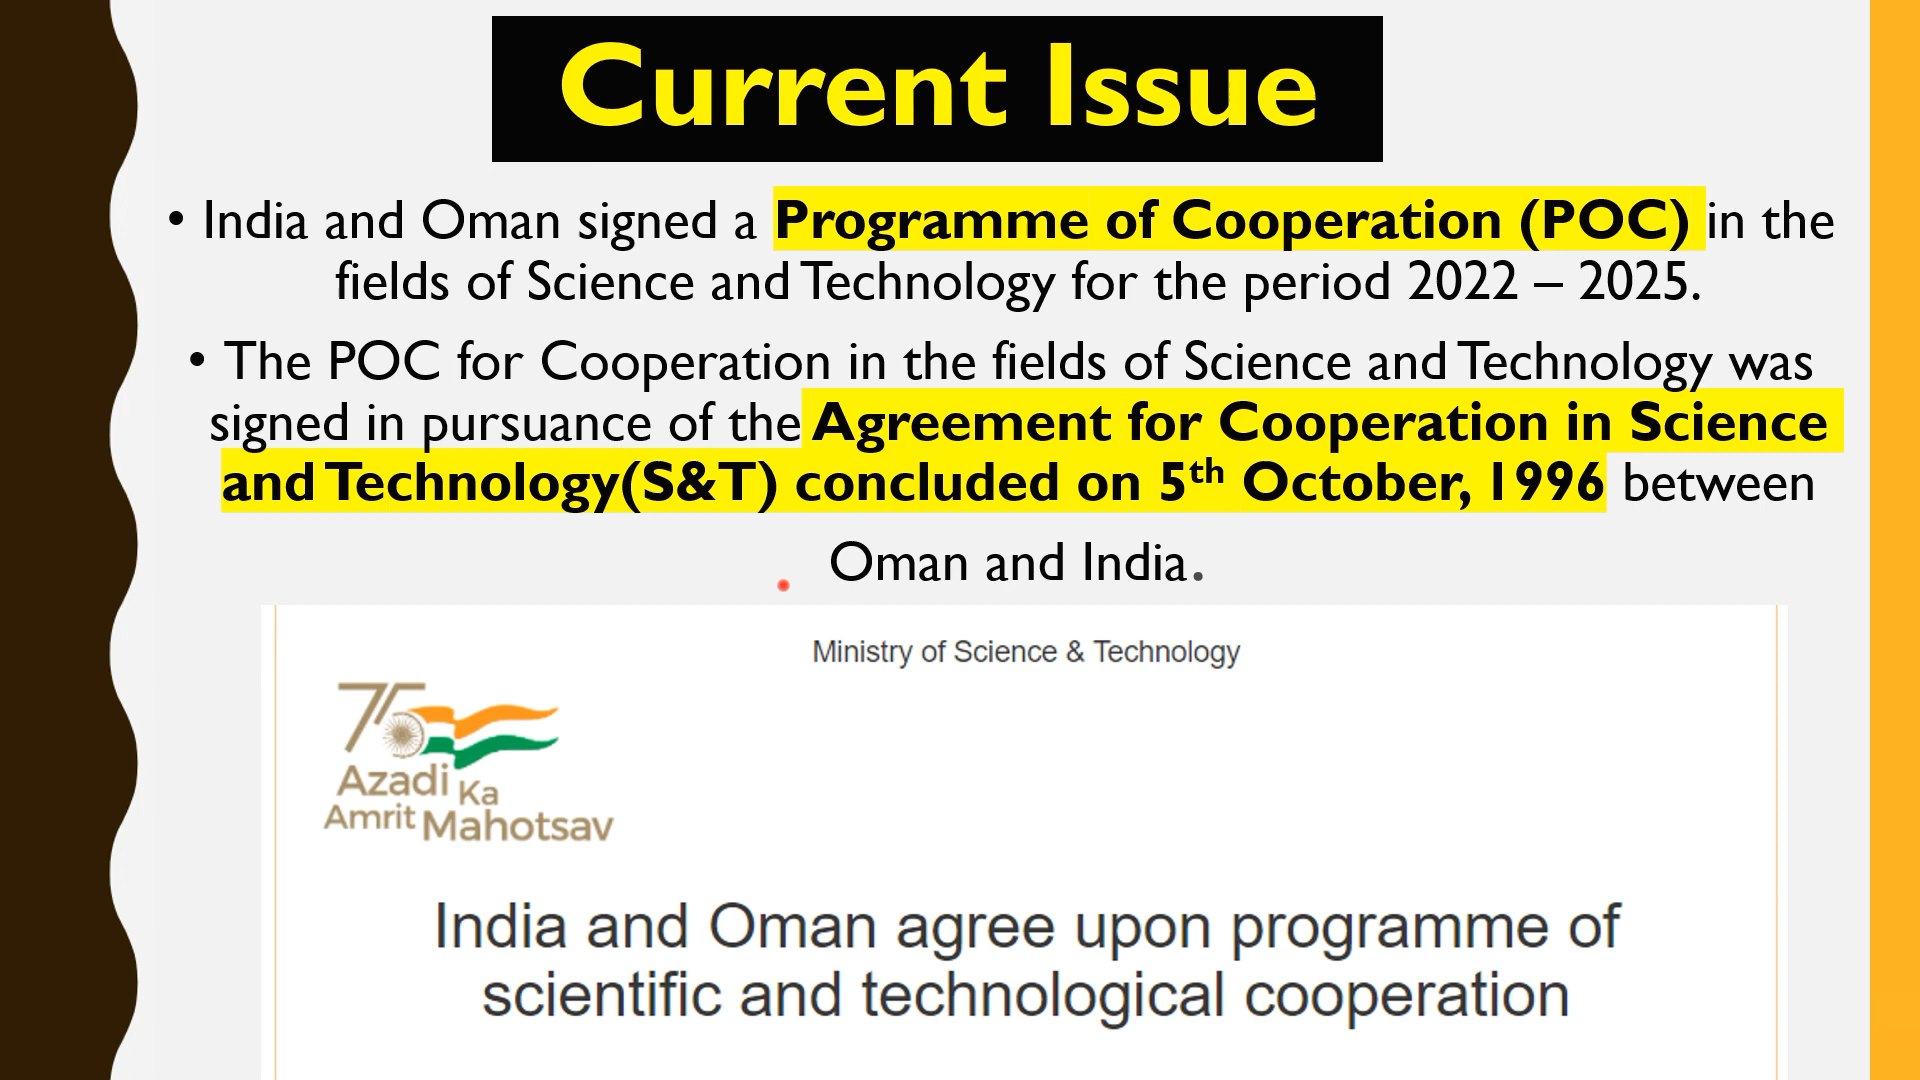 Current Issue
• India and Oman signed a Programme of Cooperation (POC) in the
fields of Science and Technology for the period 2022 – 2025.
• The POC for Cooperation in the fields of Science and Technology was
signed in pursuance of the Agreement for Cooperation in Science
and Technology(S&T) concluded on 5th October, 1996 between
Oman and India.
Ministry of Science & Technology
75
Azadi Ka
Amrit Mahotsav
India and Oman agree upon programme of
scientific and technological cooperation